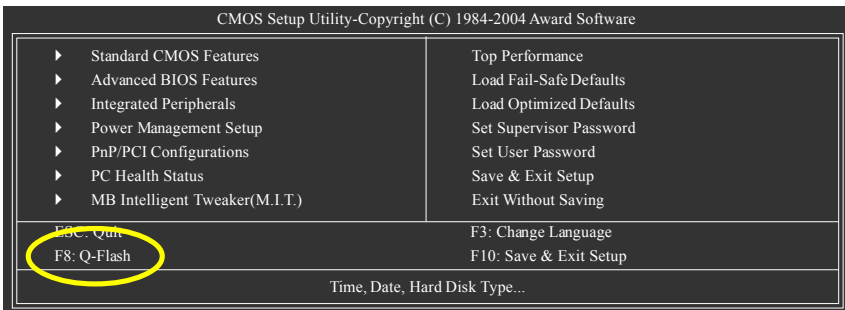 CMOS Setup Utility-Copyright (C) 1984-2004 Award Software
Standard CMOS Features
Advanced BIOS Features
Integrated Peripherals
Power Management Setup
PnP/PCI Configurations
PC Health Status
MB Intelligent Tweaker(M.I.T.)
Top Performance
Load Fail-Safe Defaults
Load Optimized Defaults
Set Supervisor Password
Set User Password
Save & Exit Setup
Exit Without Saving
ESC: Quit
F3: Change Language
F8: Q-Flash
F10: Save & Exit Setup
Time, Date, Hard Disk Type...